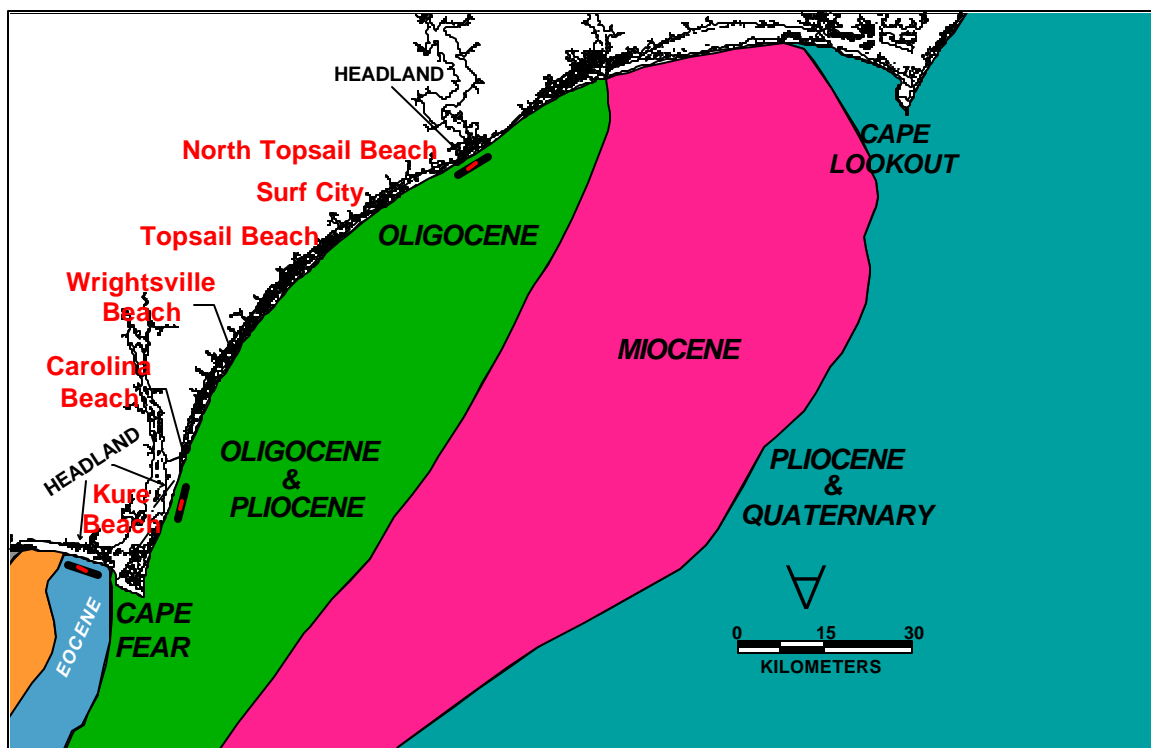 HEADLAND
North Topsail Beach
Surf City
Topsail Beach
Wrightsville
Beach
Carolina
Beach
HEADLAND
Kure
Beach
CAPE
LOOKOUT
OLIGOCENE
MIOCENE
OLIGOCENE
&
PLIOCENE
PLIOCENE
&
QUATERNARY
CAPE
FEAR
EOCENE
0 15 30
KILOMETERS